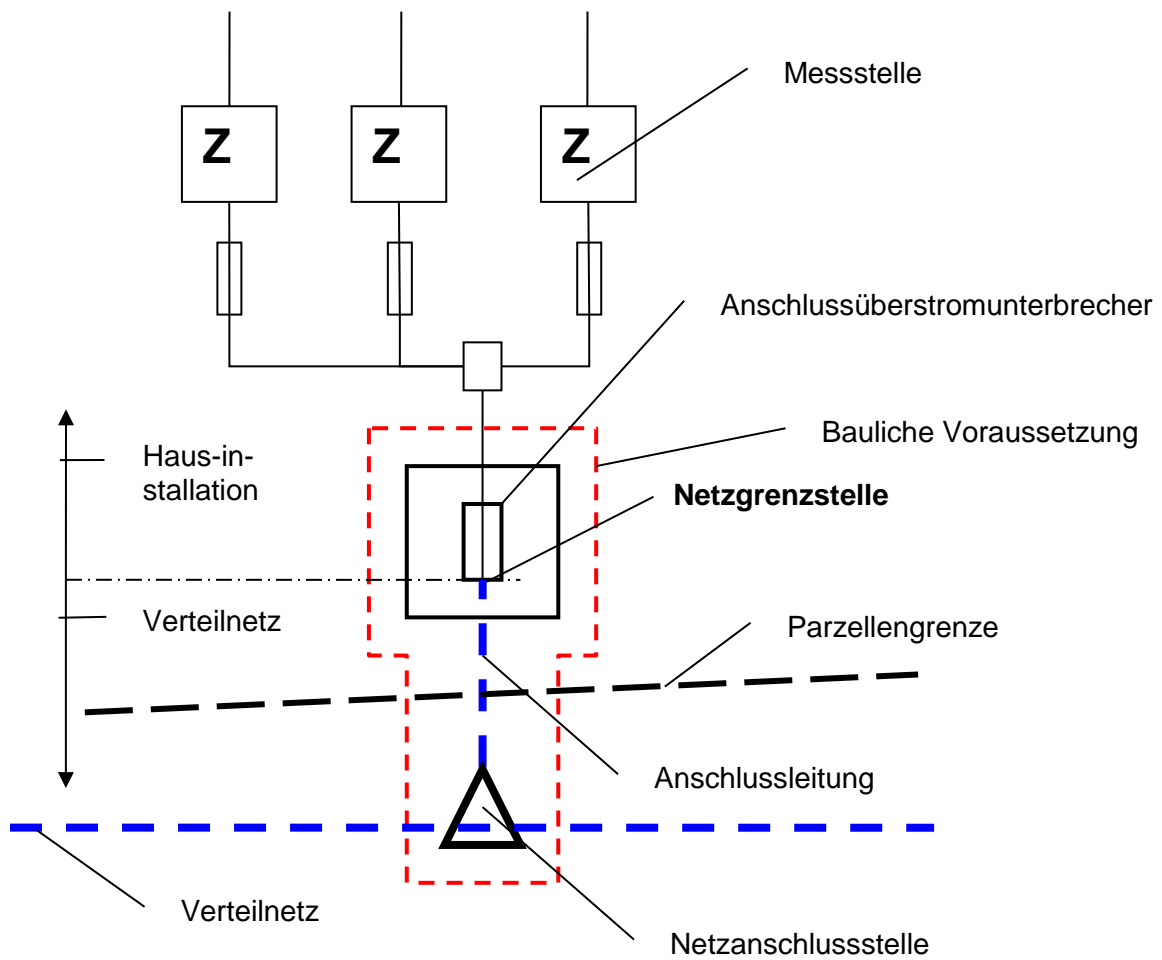 Messstelle
Z Z Z
Anschlussüberstromunterbrecher
Bauliche Voraussetzung
Haus-in-
stallation
Netzgrenzstelle
Verteilnetz
Parzellengrenze
Anschlussleitung
Verteilnetz
Netzanschlussstelle